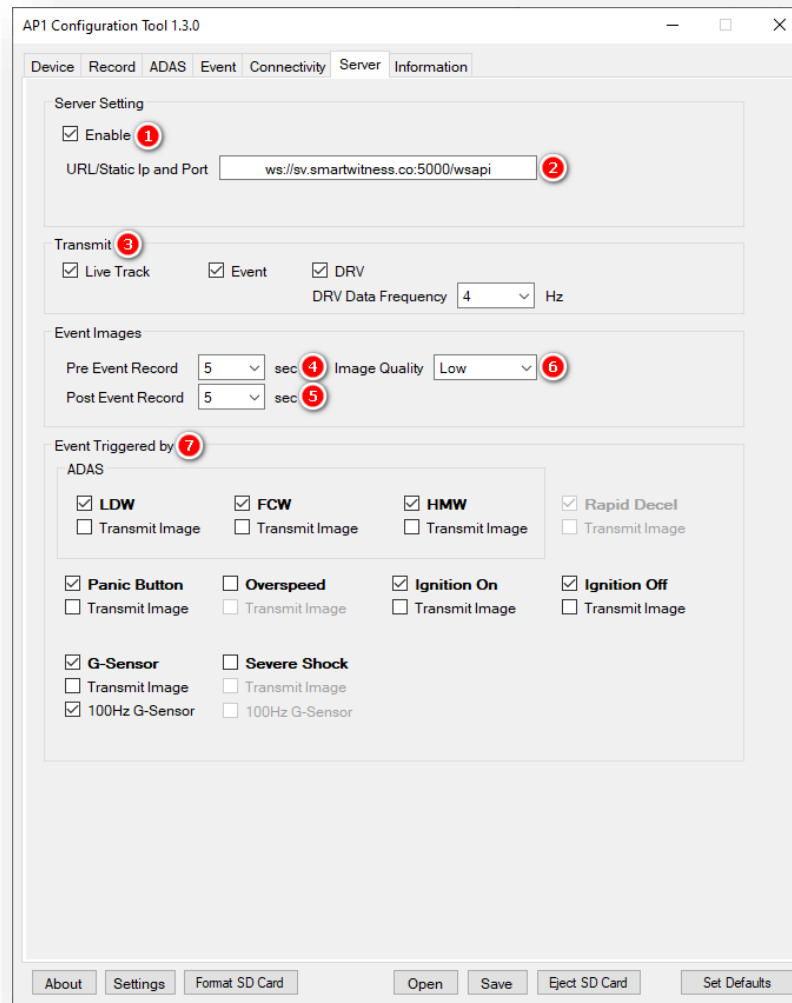 AP1 Configuration Tool 1.3.0
Device Record ADAS Event Connectivity Server Information
Server Setting
Enable 1
URL/Static Ip and Port ws://sv.smartwitness.co:5000/wsapi 2
Transmit 3
Live Track Event DRV
DRV Data Frequency 4 Hz
Event Images
Pre Event Record 5 sec 4 Image Quality Low 6
Post Event Record 5 sec 5
Event Triggered by 7
ADAS
LDW FCW HMW Rapid Decel
Transmit Image Transmit Image Transmit Image Transmit Image
Panic Button Overspeed Ignition On Ignition Off
Transmit Image Transmit Image Transmit Image Transmit Image
G-Sensor Severe Shock
Transmit Image Transmit Image
100Hz G-Sensor 100Hz G-Sensor
About Settings Format SD Card Open Save Eject SD Card Set Defaults